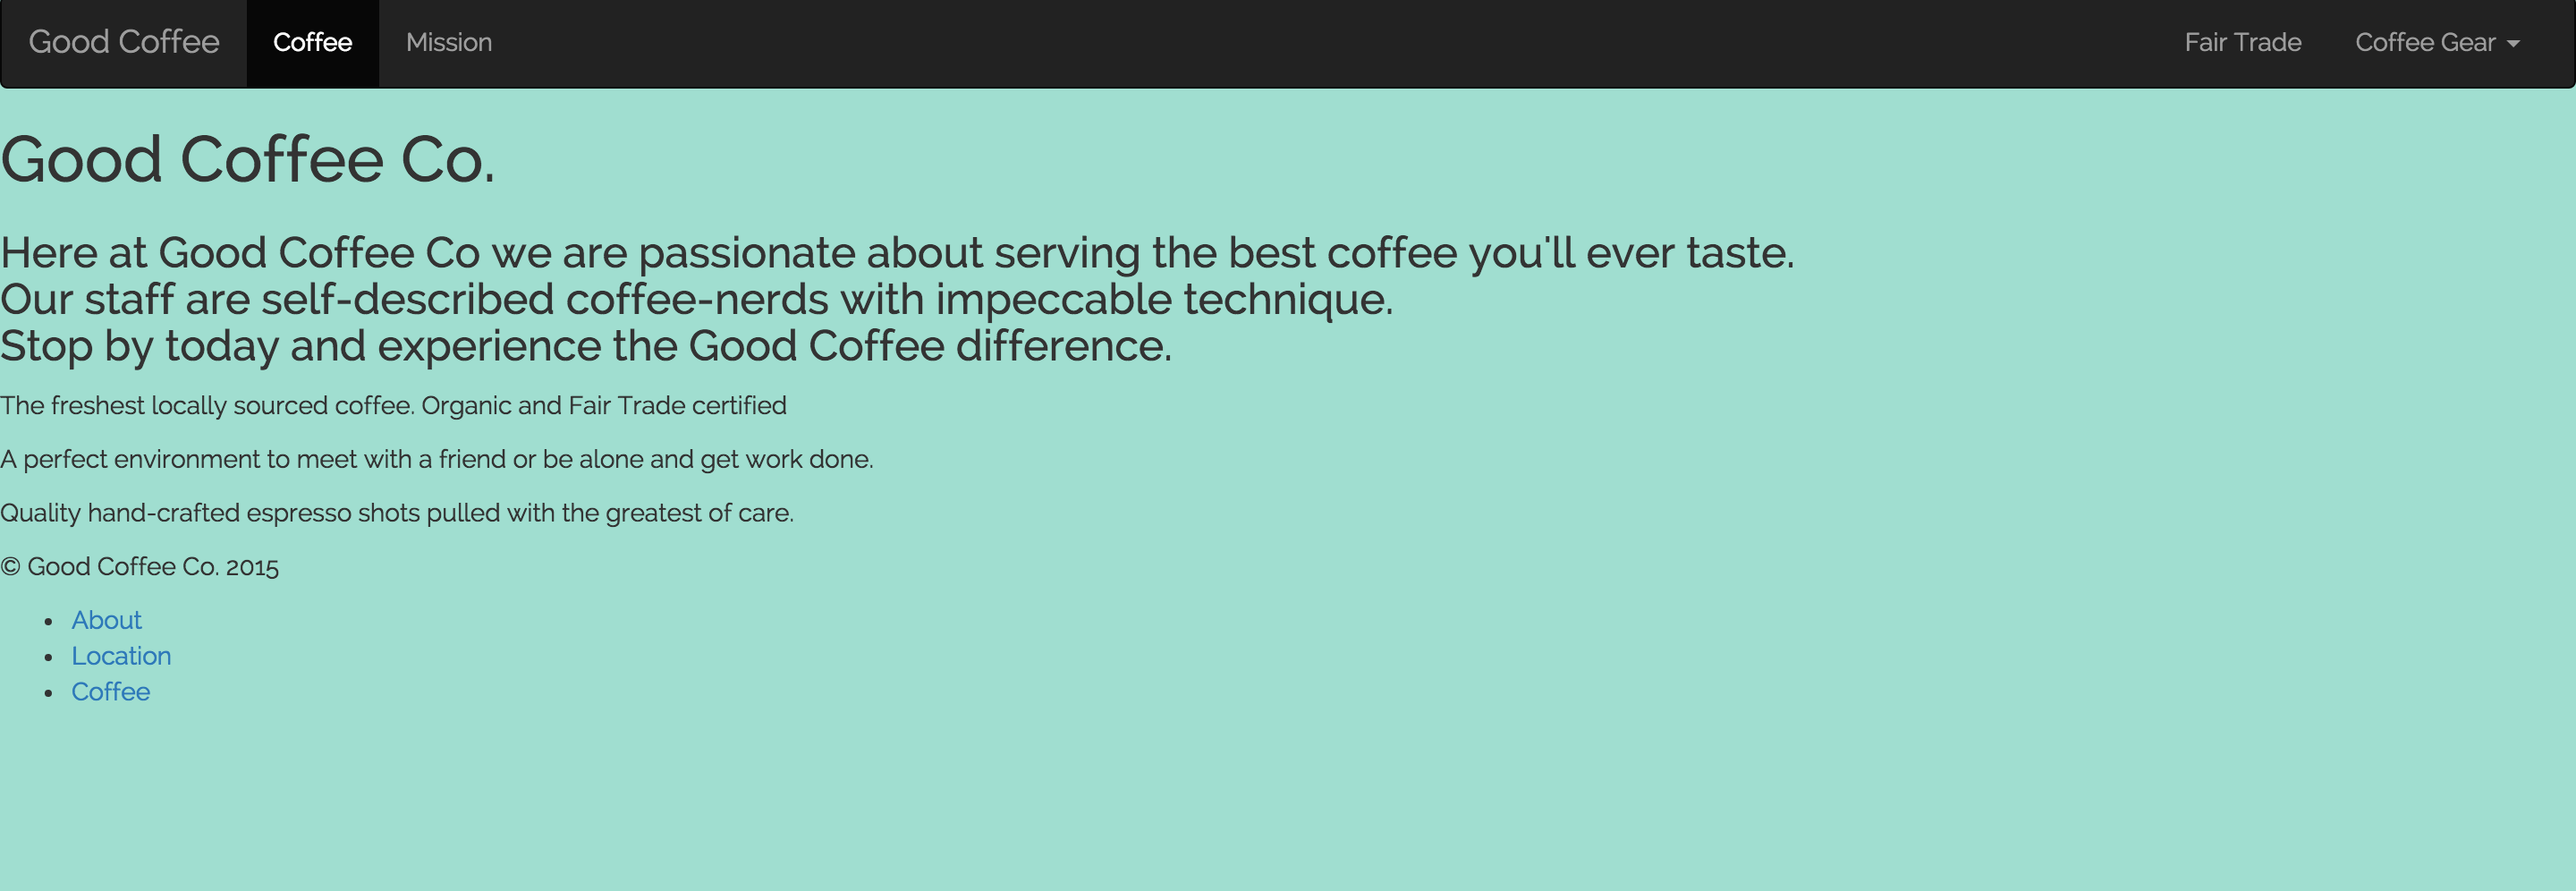 Good Coffee Coffee Mission Fair Trade Coffee Gear
Good Coffee Co.
Here at Good Coffee Co we are passionate about serving the best coffee you'll ever taste.
Our staff are self-described coffee-nerds with impeccable technique.
Stop by today and experience the Good Coffee difference.
The freshest locally sourced coffee. Organic and Fair Trade certified
A perfect environment to meet with a friend or be alone and get work done.
Quality hand-crafted espresso shots pulled with the greatest of care.
© Good Coffee Co. 2015
• About
• Location
• Coffee